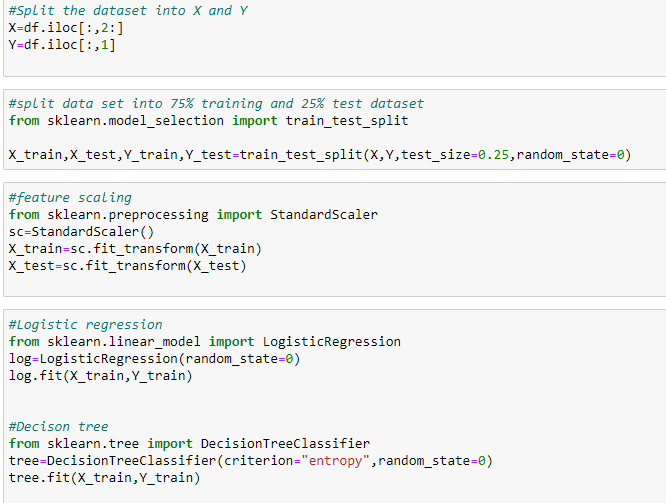 #Split the dataset into X and Y
X=df.iloc[:,2:]
Y=df.iloc[:,1]
#split data set into 75% training and 25% test dataset
from sklearn.model_selection import train_test_split
X_train,X_test,Y_train,Y_test=train_test_split(X,Y,test_size=0.25,random_state=0)
#feature scaling
from sklearn.preprocessing import StandardScaler
sc=StandardScaler()
X_train=sc.fit_transform(X_train)
X_test=sc.fit_transform(X_test)
#Logistic regression
from sklearn.linear_model import LogisticRegression
log=LogisticRegression(random_state=0)
log.fit(X_train,Y_train)
#Decison tree
from sklearn.tree import DecisionTreeClassifier
tree=DecisionTreeClassifier(criterion="entropy",random_state=0)
tree.fit(X_train,Y_train)